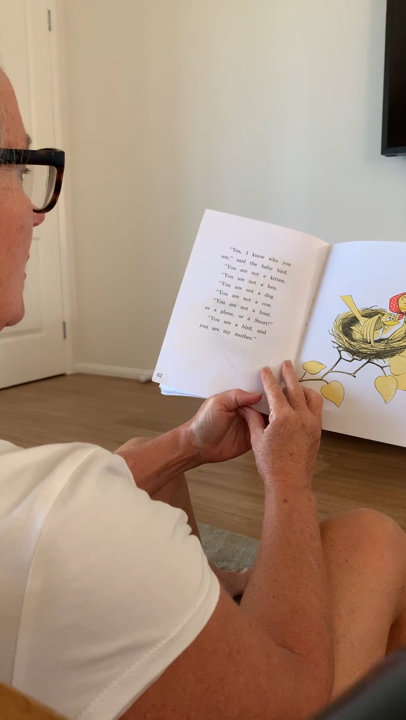 "Yes, I know who you
are," said the baby bird.
"You are not a kitten.
"You are not a hen.
"You are not a dog.
"You are not a cow.
"You are not a boat,
or a plane, or a Snort!"
"You are a bird, and
you are my mother."
62